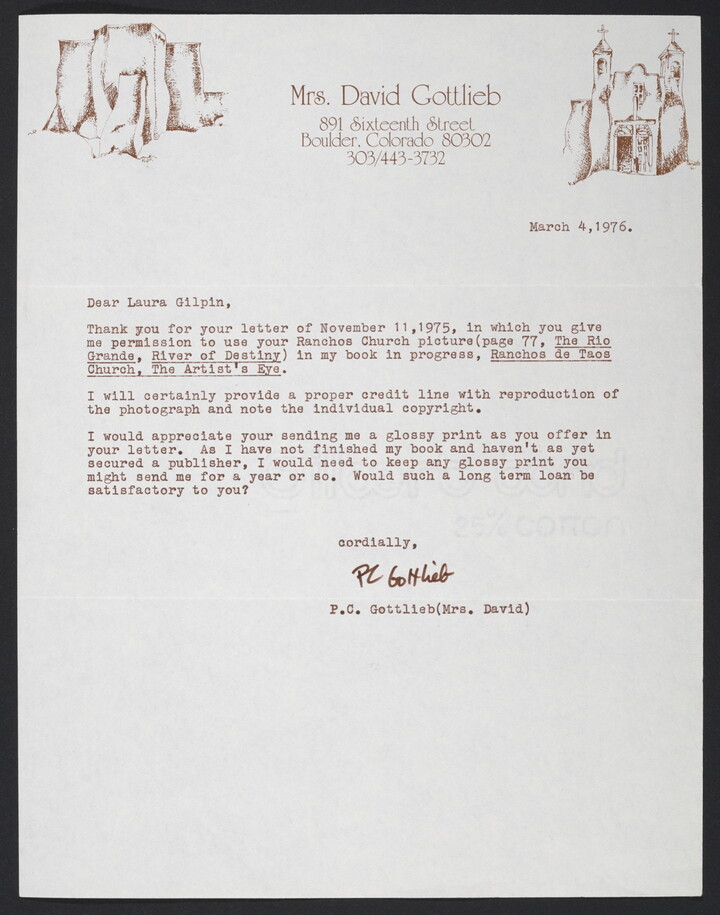 Mrs. David Gottlieb
891 Sixteenth Street
Boulder, Colorado 80302
303/443-3732
March 4,1976.
Dear Laura Gilpin,
Thank you for your letter of November 11,1975, in which you give
me permission to use your Ranchos Church picture(page 77, The Rio
Grande, River of Destiny) in my book in progress, Ranchos de Taos
Church, The Artist's Eye.
I will certainly provide a proper credit line with reproduction of
the photograph and note the individual copyright.
I would appreciate your sending me a glossy print as you offer in
your letter. As I have not finished my book and haven't as yet
secured a publisher, I would need to keep any glossy print you
might send me for a year or so. Would such a long term loan be
satisfactory to you?
25% COTTON
cordially,
PC Gottlieb
P.C. Gottlieb(Mrs. David)